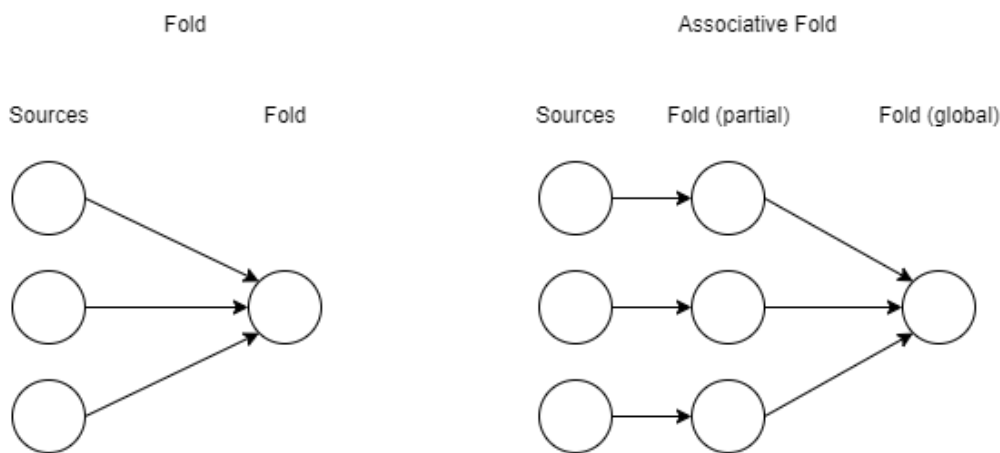 Fold
Associative Fold
Sources
Fold
Sources
Fold (partial)
Fold (global)